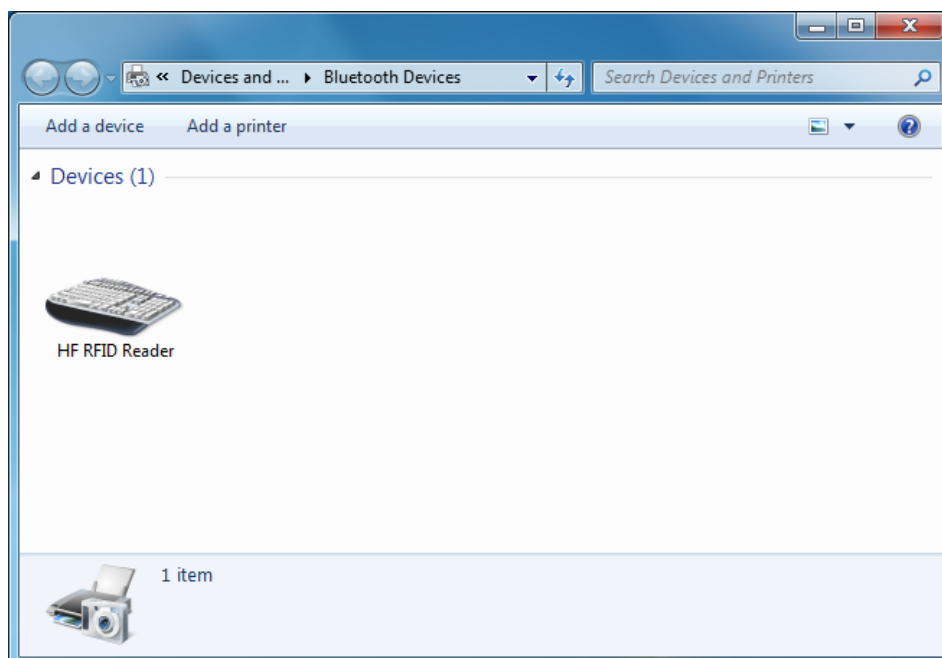 « Devices and ... ▸ Bluetooth Devices
Search Devices and Printers
Add a device Add a printer
Devices (1)
HF RFID Reader
1 item